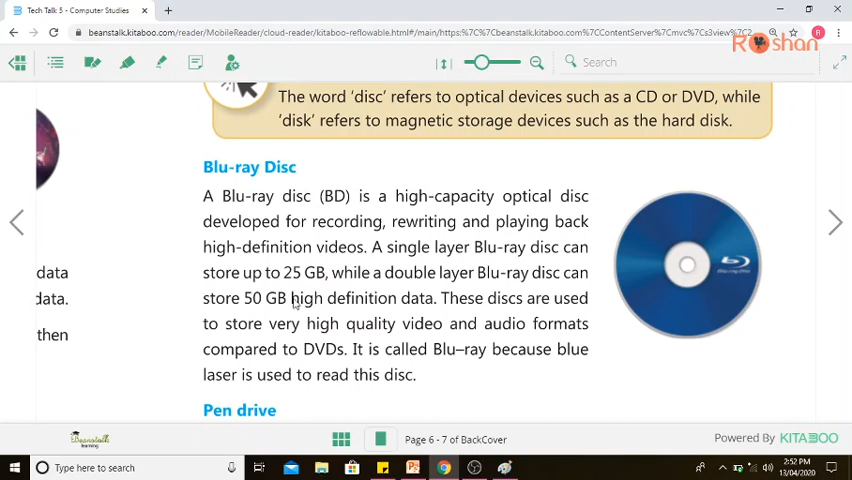 Tech Talk 5 - Computer Studies
beanstalk.kitaboo.com/reader/MobileReader/cloud-reader/kitaboo-reflowable.html#/main/https:%7C%7Cbeanstalk.kitaboo.com%7CContentServer%7Cmvc%7Cs3view%7C2...
R
Roshan
Search
The word ‘disc’ refers to optical devices such as a CD or DVD, while
‘disk’ refers to magnetic storage devices such as the hard disk.
Blu-ray Disc
A Blu-ray disc (BD) is a high-capacity optical disc
developed for recording, rewriting and playing back
high-definition videos. A single layer Blu-ray disc can
store up to 25 GB, while a double layer Blu-ray disc can
store 50 GB high definition data. These discs are used
to store very high quality video and audio formats
compared to DVDs. It is called Blu–ray because blue
laser is used to read this disc.
Pen drive
data
data.
then
Blu-ray Disc
Beanstalk
learning
Page 6 - 7 of BackCover
Powered By KITABOO
Type here to search
2:52 PM
13/04/2020